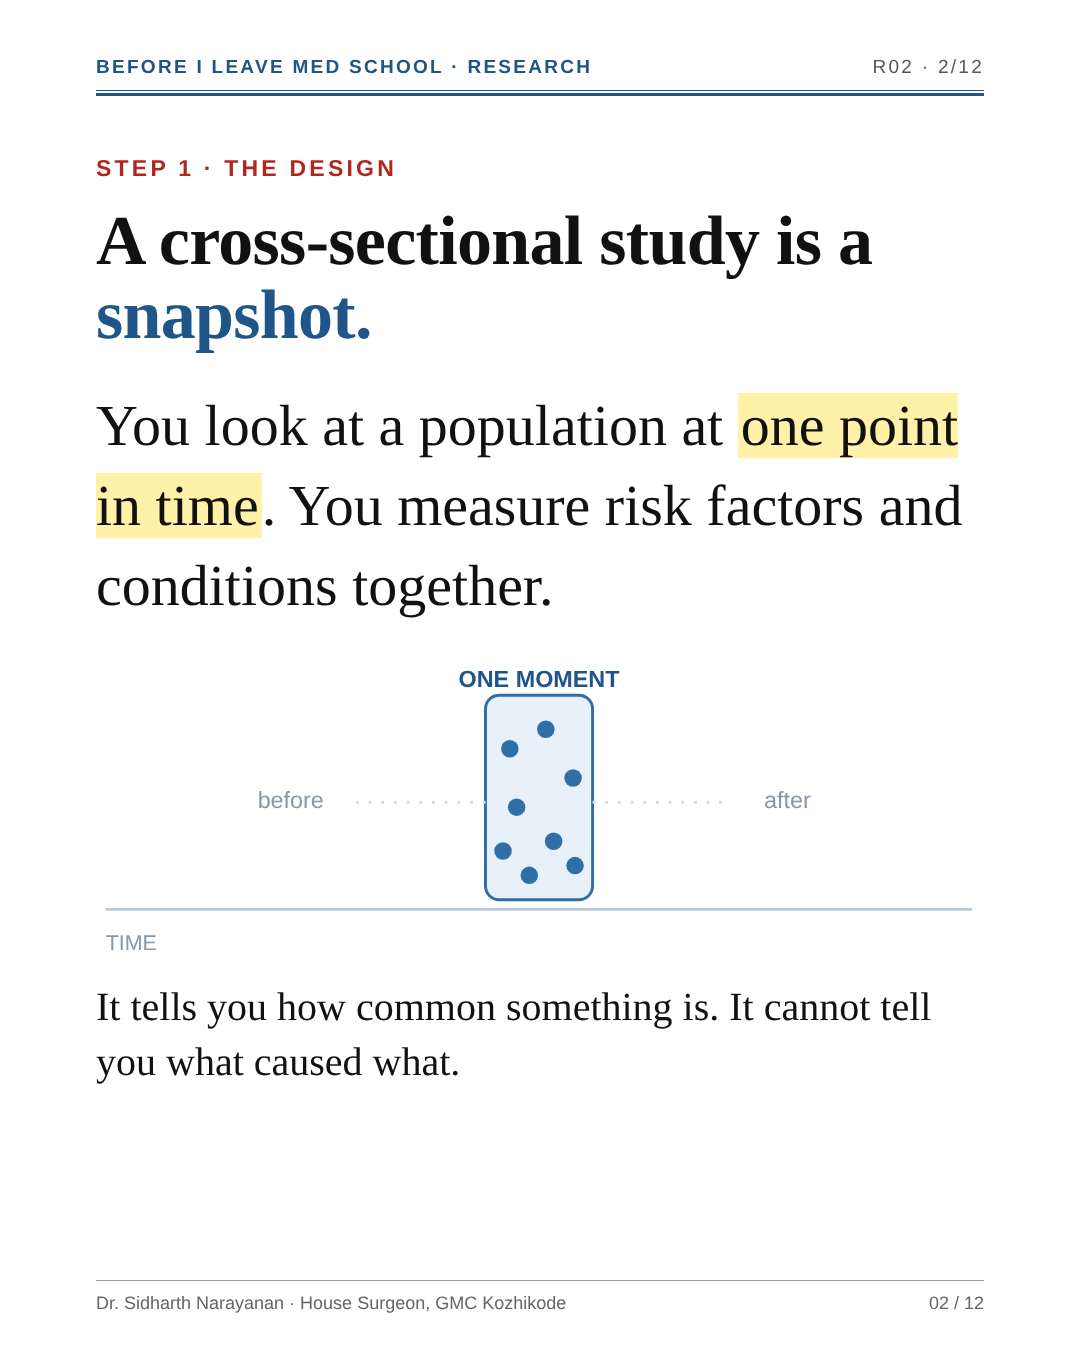 BEFORE I LEAVE MED SCHOOL · RESEARCH
R02 · 2/12
STEP 1 · THE DESIGN
A cross-sectional study is a
snapshot.
You look at a population at one point
in time. You measure risk factors and
conditions together.
ONE MOMENT
before
after
TIME
It tells you how common something is. It cannot tell
you what caused what.
Dr. Sidharth Narayanan · House Surgeon, GMC Kozhikode
02 / 12